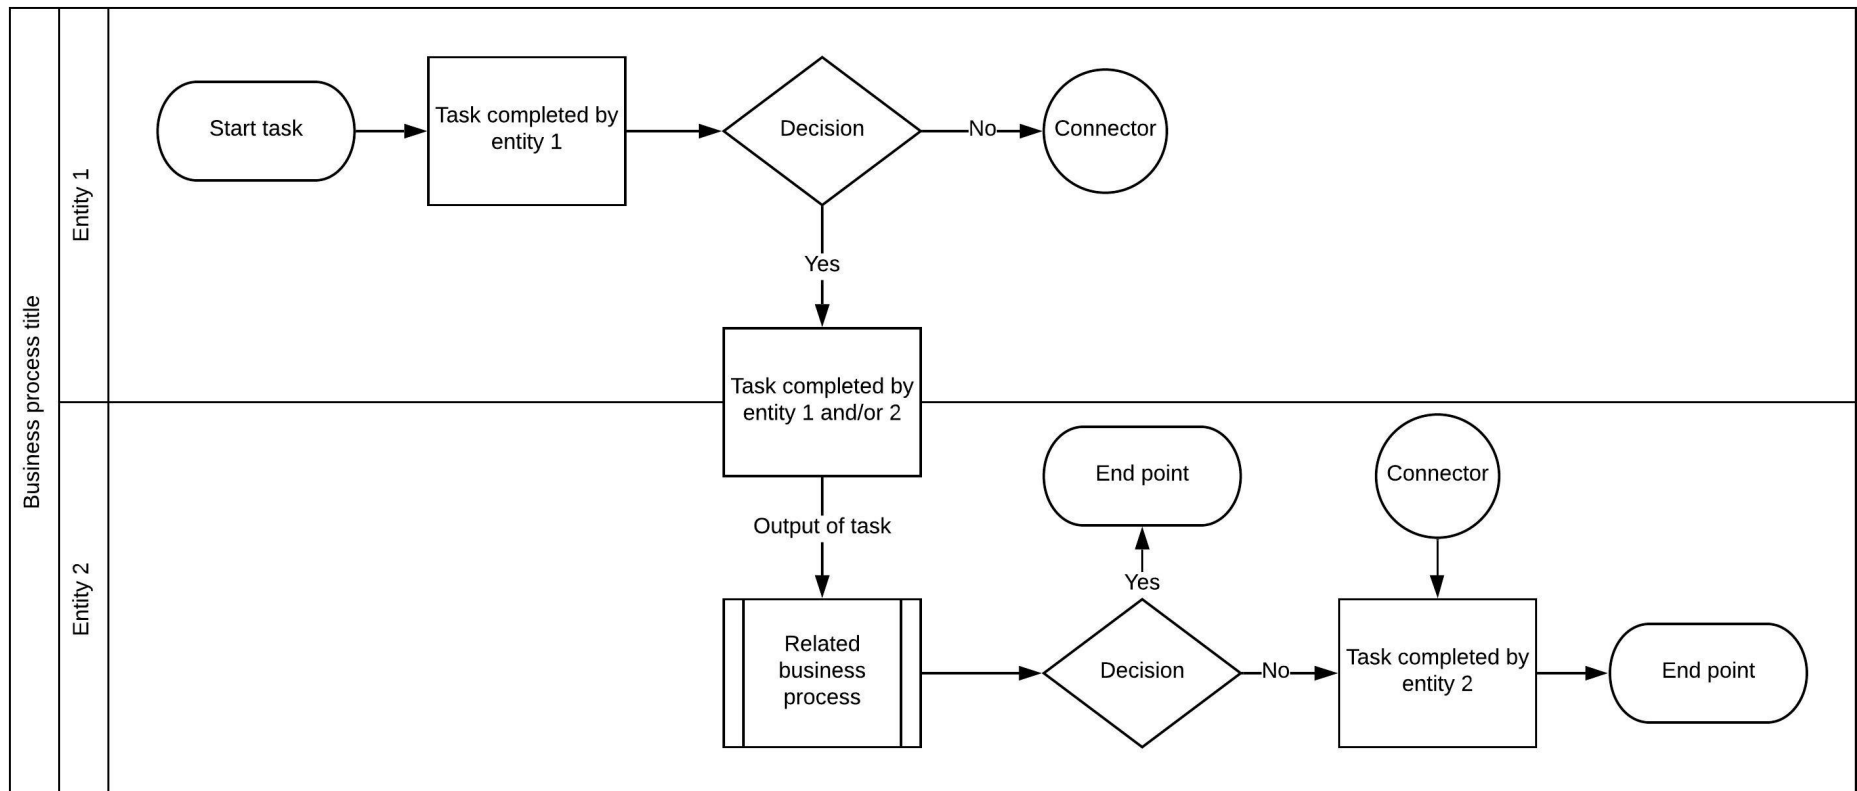 Business process title
Entity 1
Start task
Task completed by
entity 1
Decision
No
Connector
Yes
Task completed by
entity 1 and/or 2
Entity 2
Output of task
Related
business
process
Decision
Yes
End point
No
Connector
Task completed by
entity 2
End point